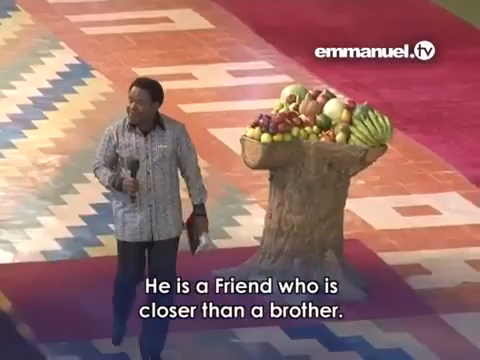 emmanuel.tv
He is a Friend who is
closer than a brother.